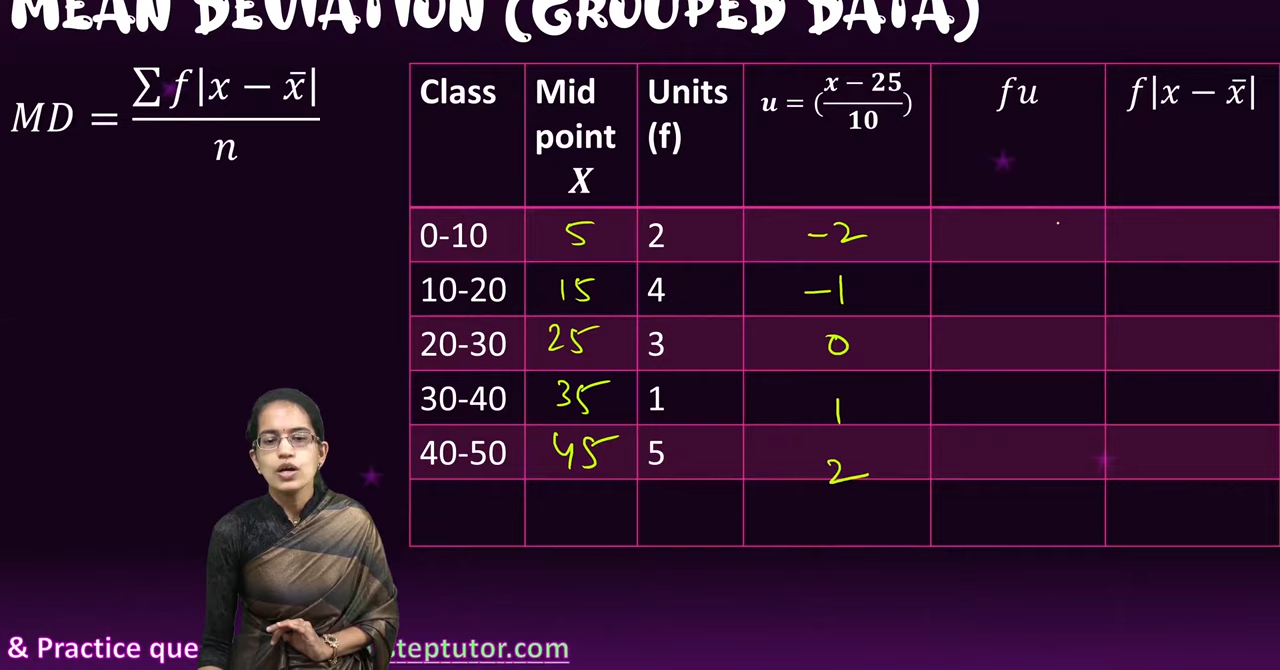 MEAN DEVIATION (GROUPED DATA)
MD = ∑ f|x − x̄| / n
Class Mid point X Units (f) u = (x − 25 / 10) fu f|x − x̄|
0-10 5 2 -2
10-20 15 4 -1
20-30 25 3 0
30-40 35 1 1
40-50 45 5 2
& Practice que steptutor.com